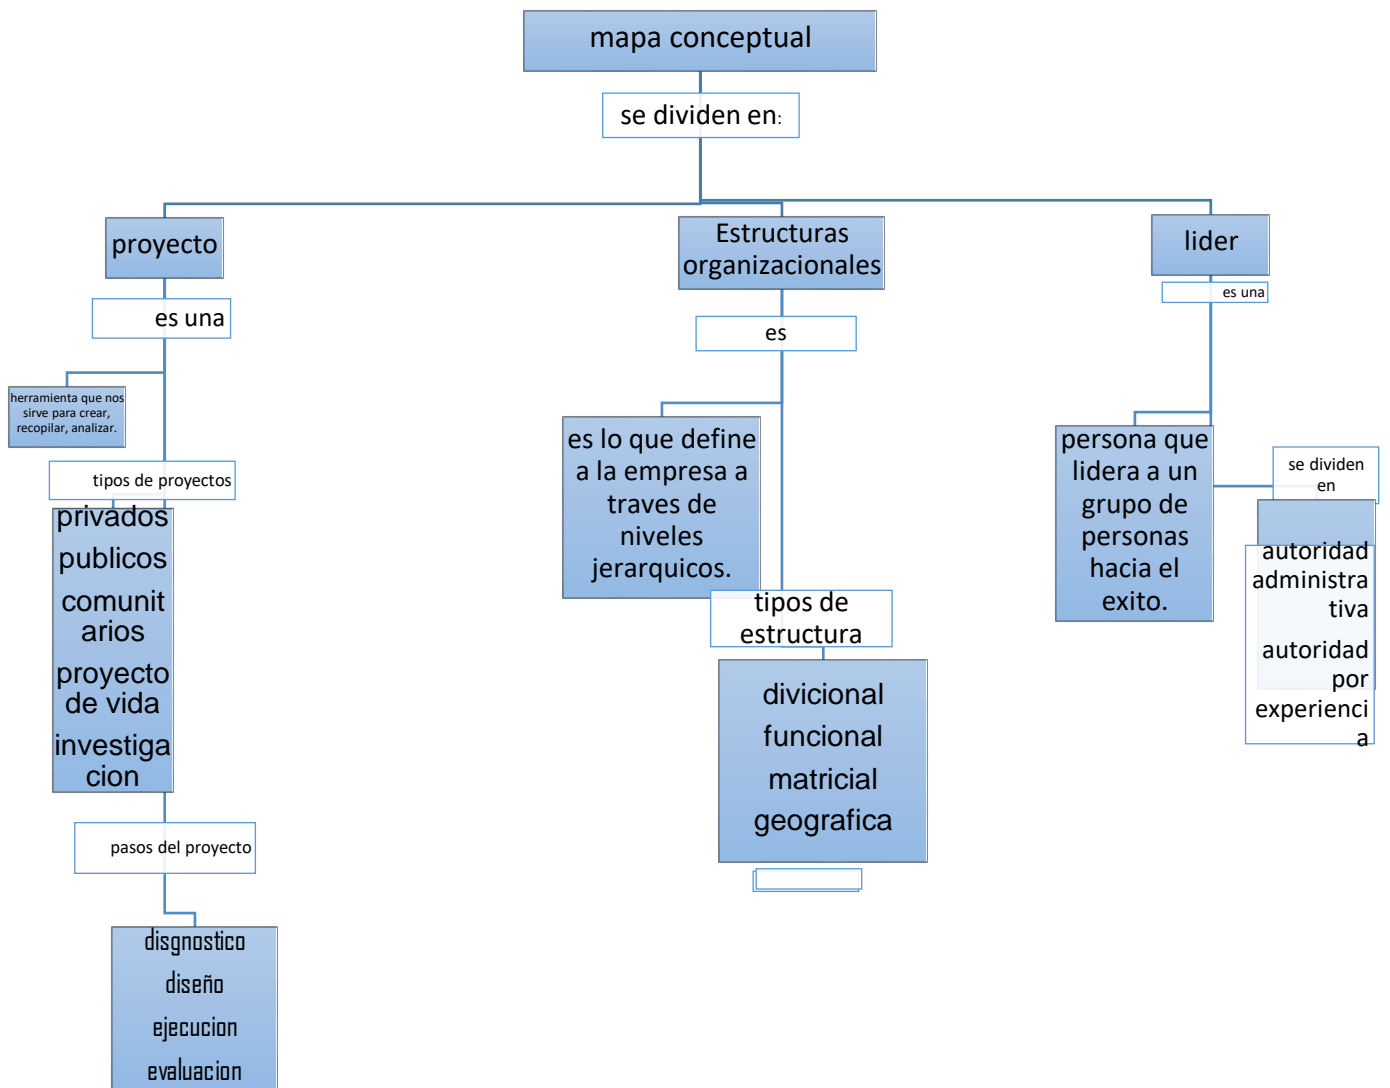 mapa conceptual
se dividen en:
proyecto
es una
herramienta que nos
sirve para crear,
recopilar, analizar.
tipos de proyectos
privados
publicos
comunit
arios
proyecto
de vida
investiga
cion
pasos del proyecto
disgnostico
diseño
ejecucion
evaluacion
Estructuras
organizacionales
es
es lo que define
a la empresa a
traves de
niveles
jerarquicos.
tipos de
estructura
divicional
funcional
matricial
geografica
lider
es una
persona que
lidera a un
grupo de
personas
hacia el
exito.
se dividen
en
autoridad
administra
tiva
autoridad
por
experienci
a